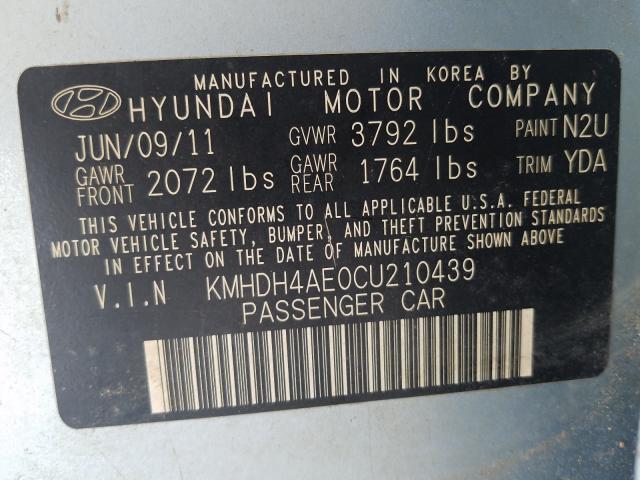 MANUFACTURED IN KOREA BY
HYUNDAI MOTOR COMPANY
JUN/09/11 GVWR 3792 lbs PAINT N2U
GAWR FRONT 2072 lbs GAWR REAR 1764 lbs TRIM YDA
THIS VEHICLE CONFORMS TO ALL APPLICABLE U.S.A. FEDERAL
MOTOR VEHICLE SAFETY, BUMPER, AND THEFT PREVENTION STANDARDS
IN EFFECT ON THE DATE OF MANUFACTURE SHOWN ABOVE
V.I.N KMHDH4AE0CU210439
PASSENGER CAR